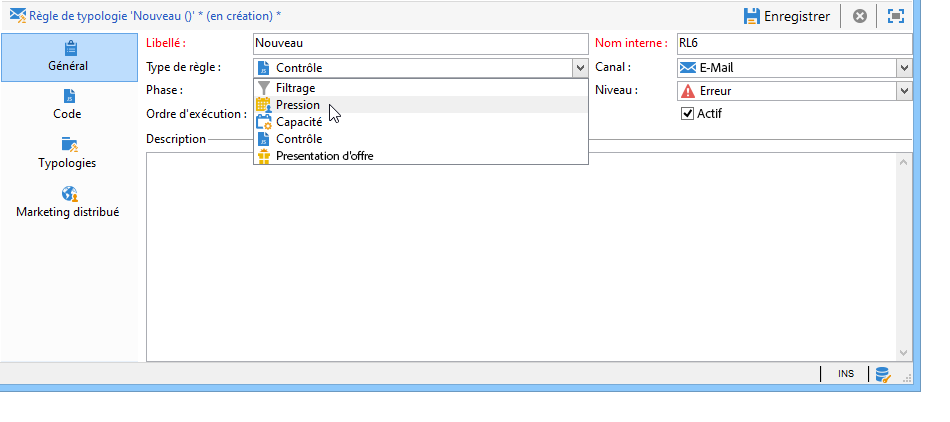 Règle de typologie 'Nouveau ()' * (en création) *
Enregistrer
Général
Code
Typologies
Marketing distribué
Libellé :
Nouveau
Nom interne :
RL6
Type de règle :
Contrôle
Canal :
E-Mail
Phase :
Niveau :
Erreur
Ordre d'exécution :
Actif
Filtrage
Pression
Capacité
Contrôle
Presentation d'offre
Description
INS